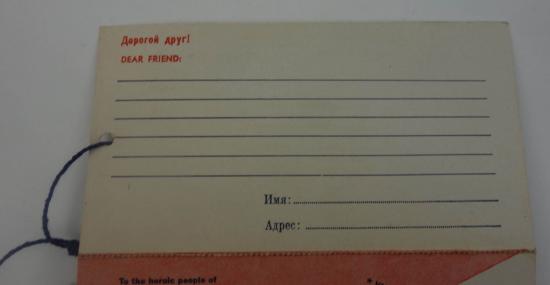 Дорогой друг!
DEAR FRIEND:
Имя:
Адрес:
To the heroic people of